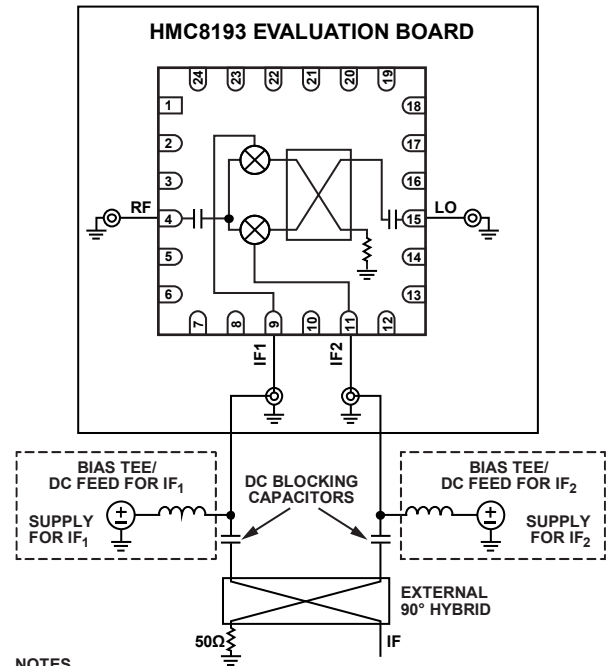 HMC8193 EVALUATION BOARD
24 23 22 21 20 19
1
2
3
4
5
6
18
17
16
15
14
13
RF
LO
7 8 9 10 11 12
IF1
IF2
BIAS TEE/
DC FEED FOR IF1
SUPPLY
FOR IF1
DC BLOCKING
CAPACITORS
BIAS TEE/
DC FEED FOR IF2
SUPPLY
FOR IF2
EXTERNAL
90° HYBRID
50Ω
IF
NOTES